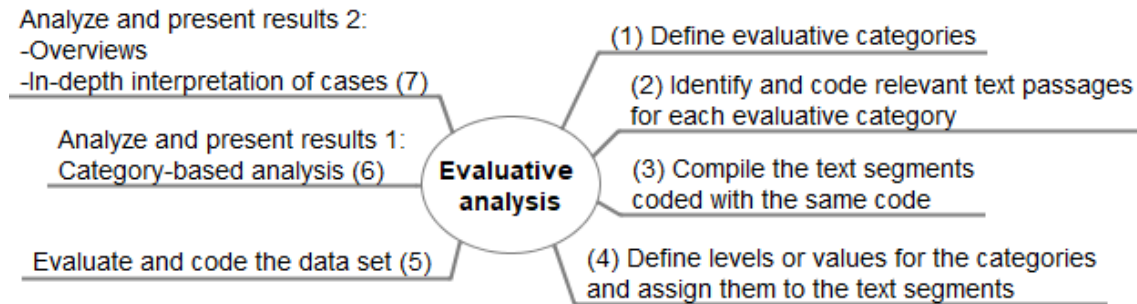 Analyze and present results 2:
-Overviews
-In-depth interpretation of cases (7)
Analyze and present results 1:
Category-based analysis (6)
Evaluate and code the data set (5)
Evaluative
analysis
(1) Define evaluative categories
(2) Identify and code relevant text passages
for each evaluative category
(3) Compile the text segments
coded with the same code
(4) Define levels or values for the categories
and assign them to the text segments